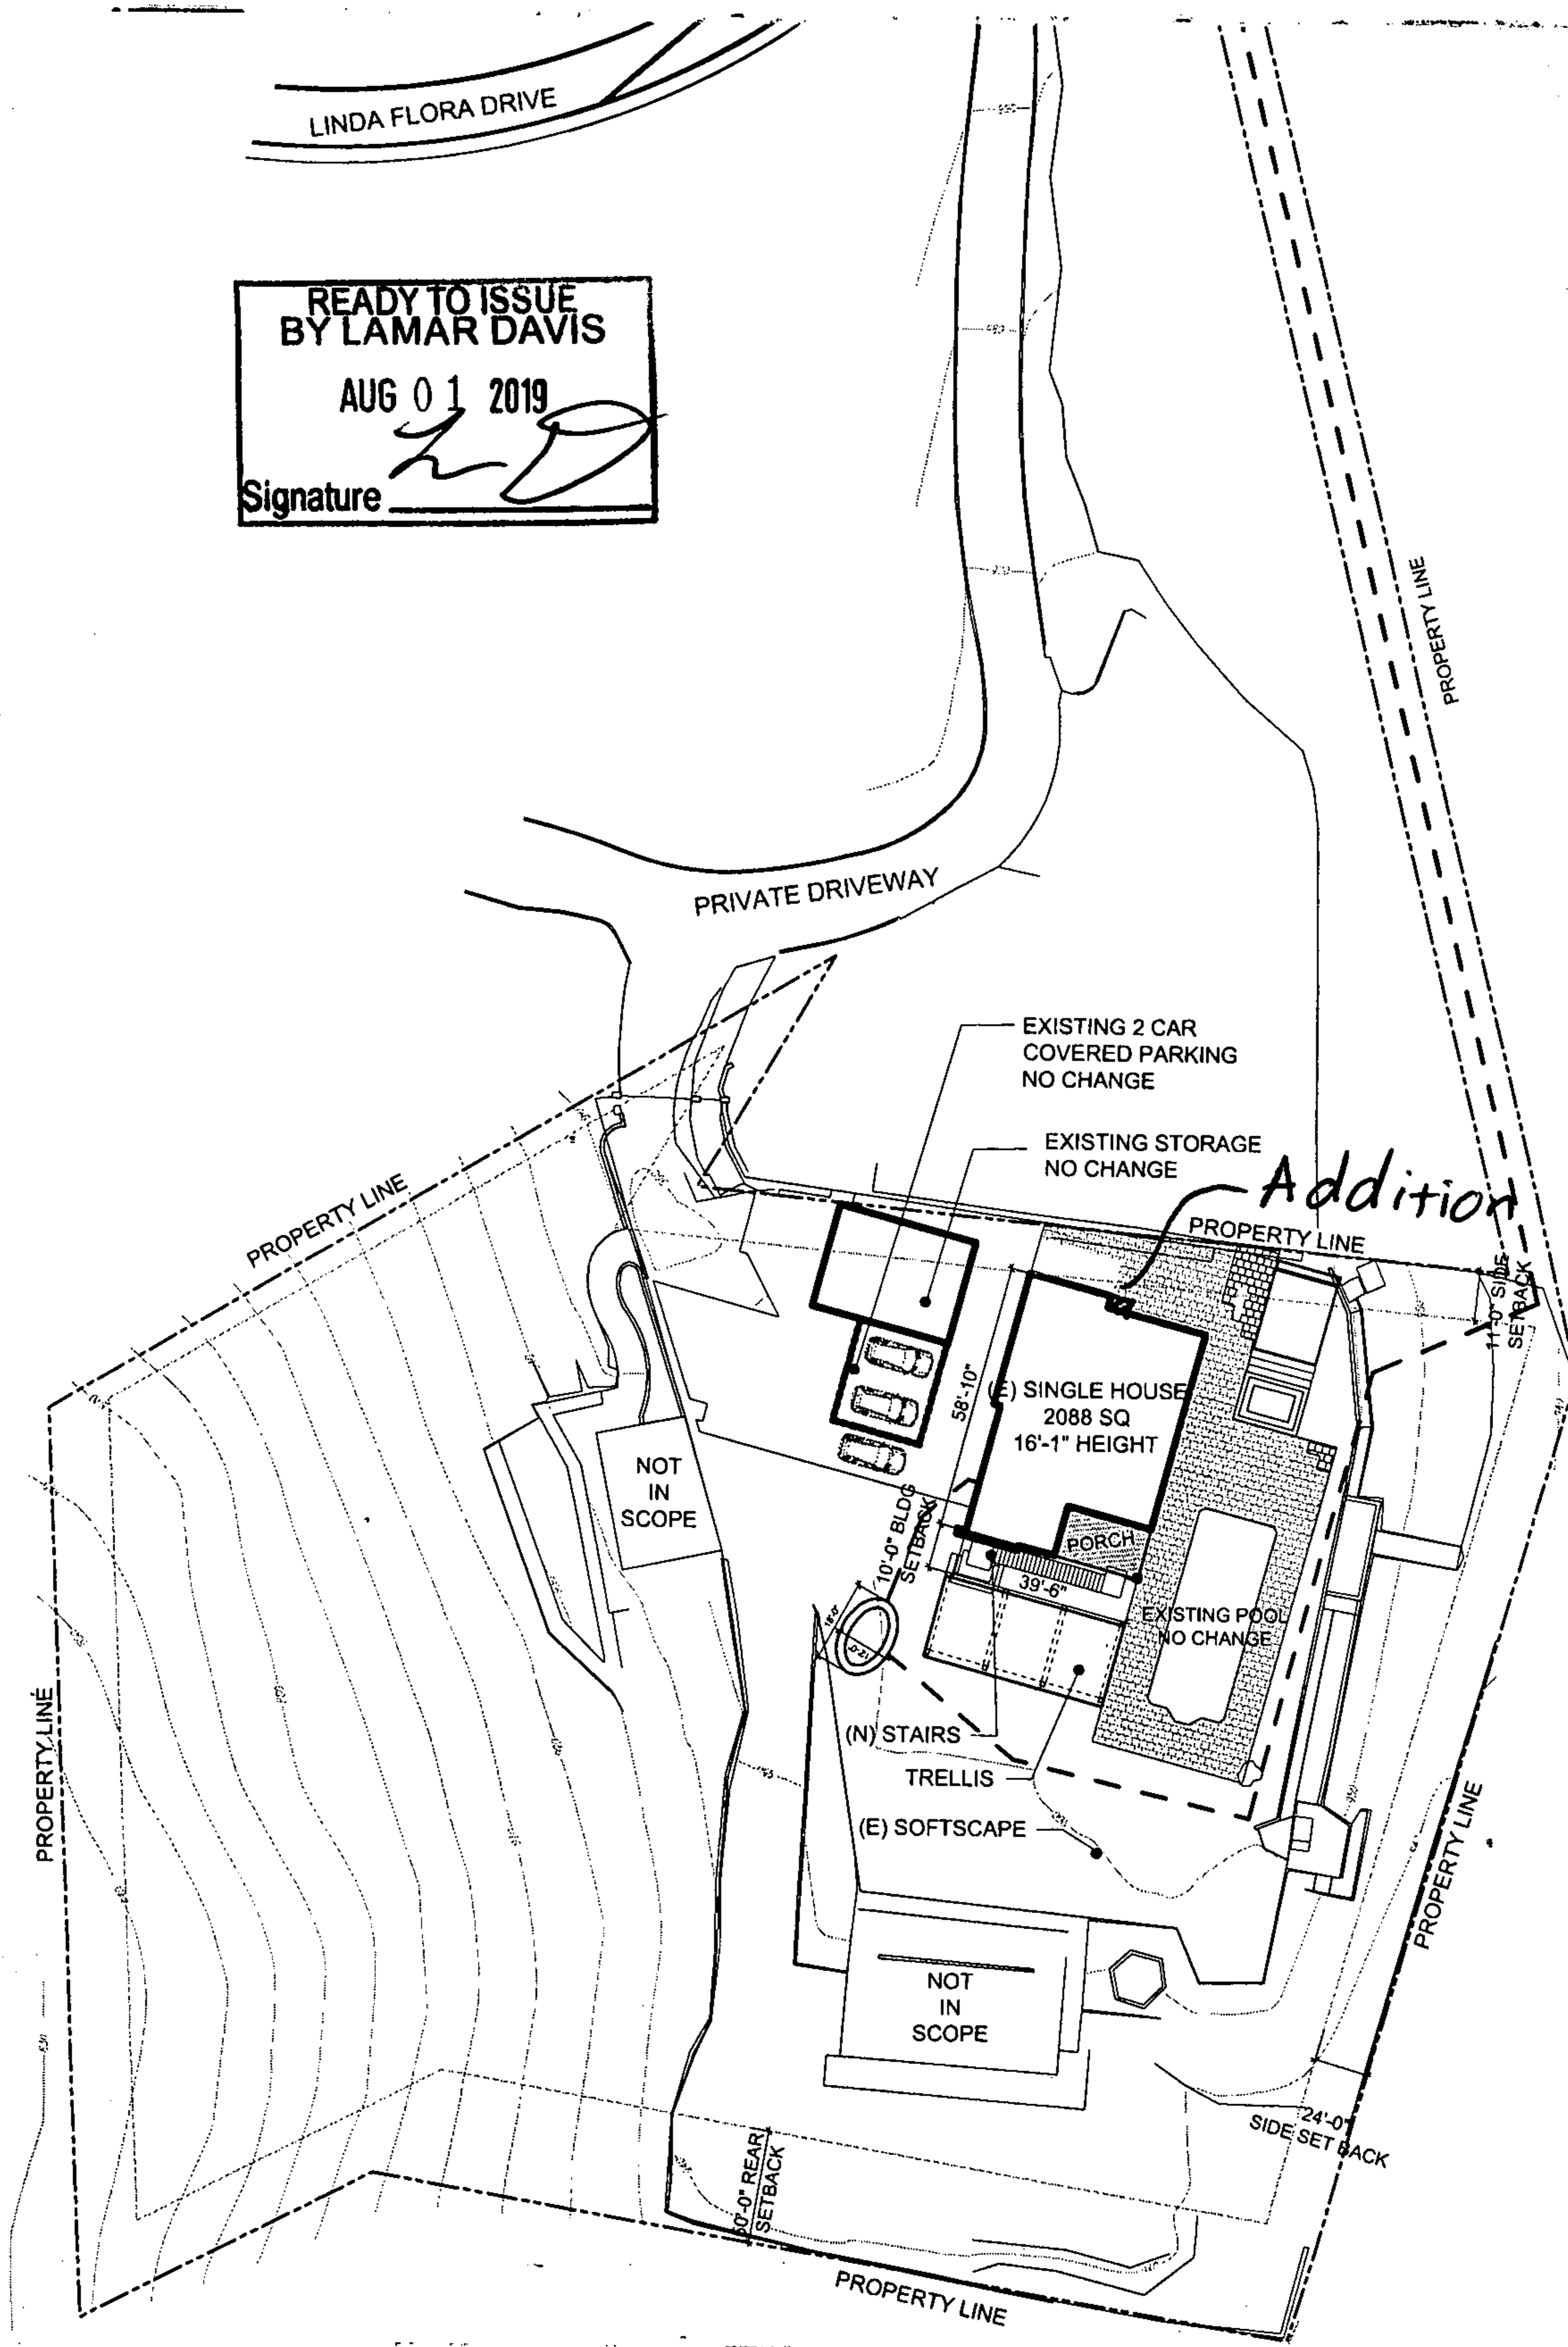 LINDA FLORA DRIVE
READY TO ISSUE
BY LAMAR DAVIS
AUG 01 2019
Signature
PROPERTY LINE
PRIVATE DRIVEWAY
EXISTING 2 CAR
COVERED PARKING
NO CHANGE
EXISTING STORAGE
NO CHANGE
Addition
PROPERTY LINE
PROPERTY LINE
11'-0" SIDE
SETBACK
58'-10"
(E) SINGLE HOUSE
2088 SQ
16'-1" HEIGHT
NOT
IN
SCOPE
10'-0" BLDG
SETBACK
PORCH
39'-6"
EXISTING POOL
NO CHANGE
(N) STAIRS
TRELLIS
(E) SOFTSCAPE
PROPERTY LINE
PROPERTY LINE
NOT
IN
SCOPE
24'-0"
SIDE SET BACK
REAR
SETBACK
PROPERTY LINE